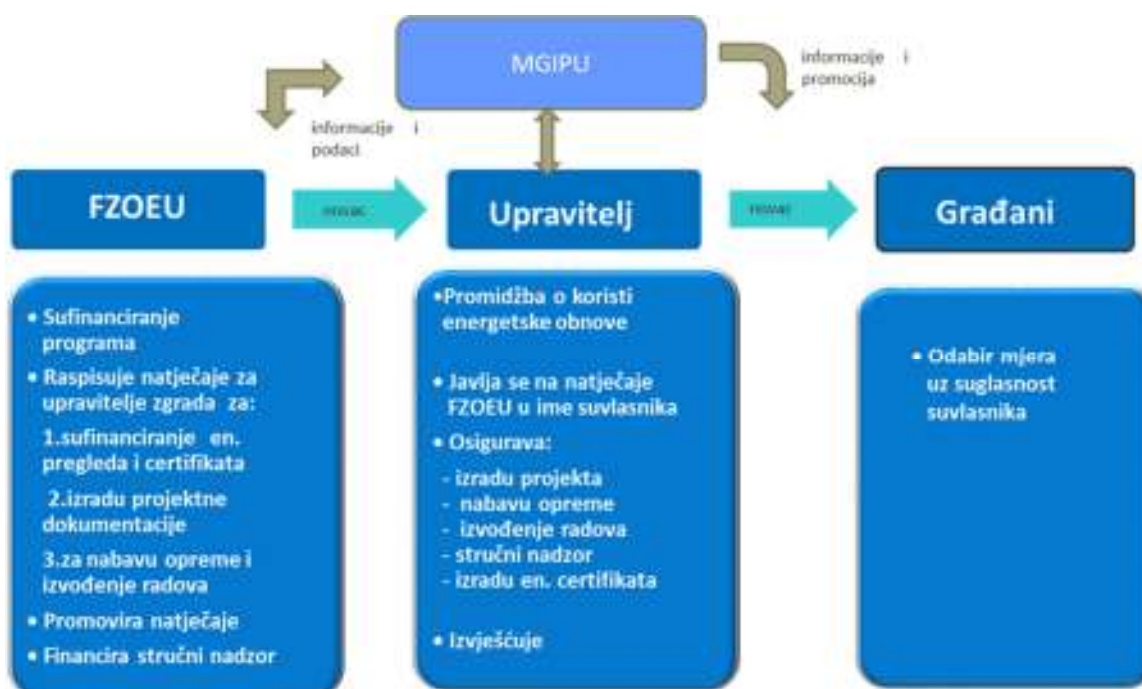 MGIPU
informacije i
promocija
informacije i
podaci
FZOEU
novac
Upravitelj
novac
Građani
• Sufinanciranje
programa
• Raspisuje natječaje za
upravitelje zgrada za:
1.sufinanciranje en.
pregleda i certifikata
2.izradu projektne
dokumentacije
3.za nabavu opreme i
izvođenje radova
• Promovira natječaje
• Financira stručni nadzor
•Promidžba o koristi
energetske obnove
• Javlja se na natječaje
FZOEU u ime suvlasnika
• Osigurava:
- izradu projekta
- nabavu opreme
- izvođenje radova
- stručni nadzor
- izradu en. certifikata
• Izvješćuje
• Odabir mjera
uz suglasnost
suvlasnika